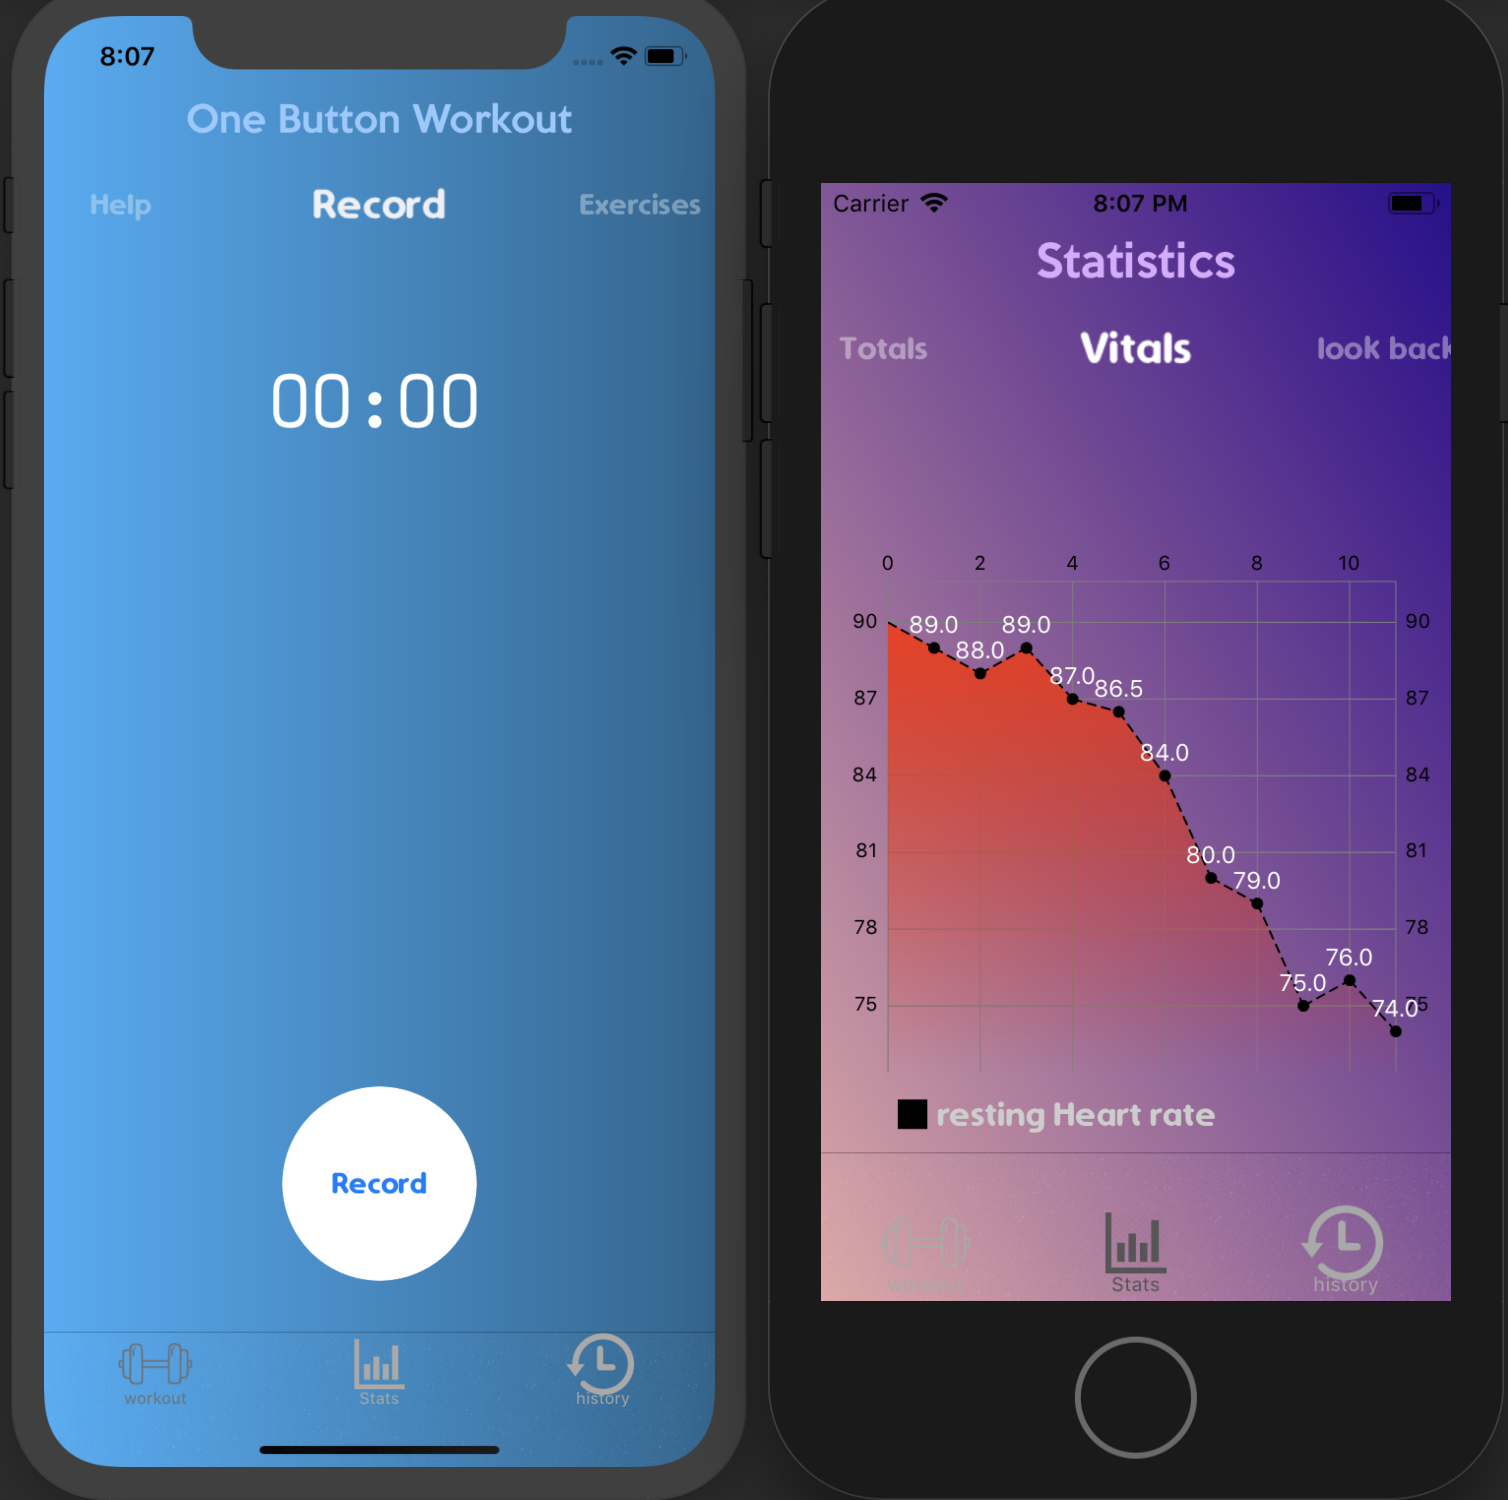 8:07
One Button Workout
Help Record Exercises
00:00
Record
workout Stats history
Carrier 8:07 PM
Statistics
Totals Vitals look back
0 2 4 6 8 10
90 89.0 89.0 90
88.0
87.0
86.5
87 87
84.0
84 84
81 80.0 81
79.0
78 78
76.0
75.0
75 74.0 75
resting Heart rate
workout Stats history